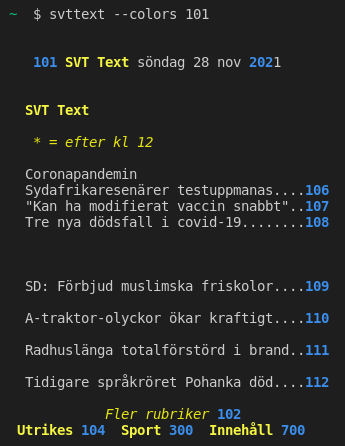 ~ $ svttext --colors 101
101 SVT Text söndag 28 nov 2021
SVT Text
* = efter kl 12
Coronapandemin
Sydafrikaresenärer testuppmanas....106
"Kan ha modifierat vaccin snabbt"..107
Tre nya dödsfall i covid-19........108
SD: Förbjud muslimska friskolor....109
A-traktor-olyckor ökar kraftigt....110
Radhuslänga totalförstörd i brand..111
Tidigare språkröret Pohanka död....112
Fler rubriker 102
Utrikes 104 Sport 300 Innehåll 700